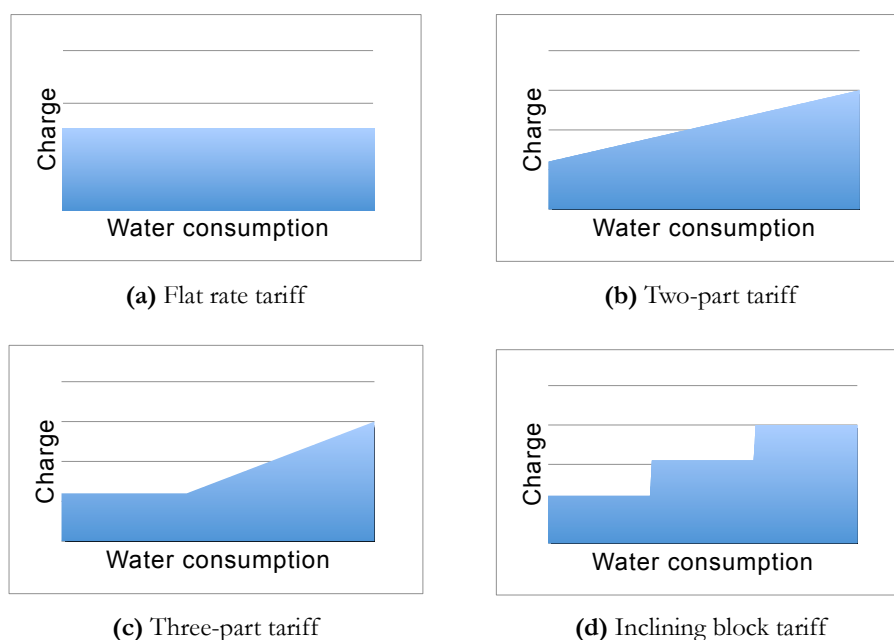 Charge
Water consumption
(a) Flat rate tariff
Charge
Water consumption
(b) Two-part tariff
Charge
Water consumption
(c) Three-part tariff
Charge
Water consumption
(d) Inclining block tariff